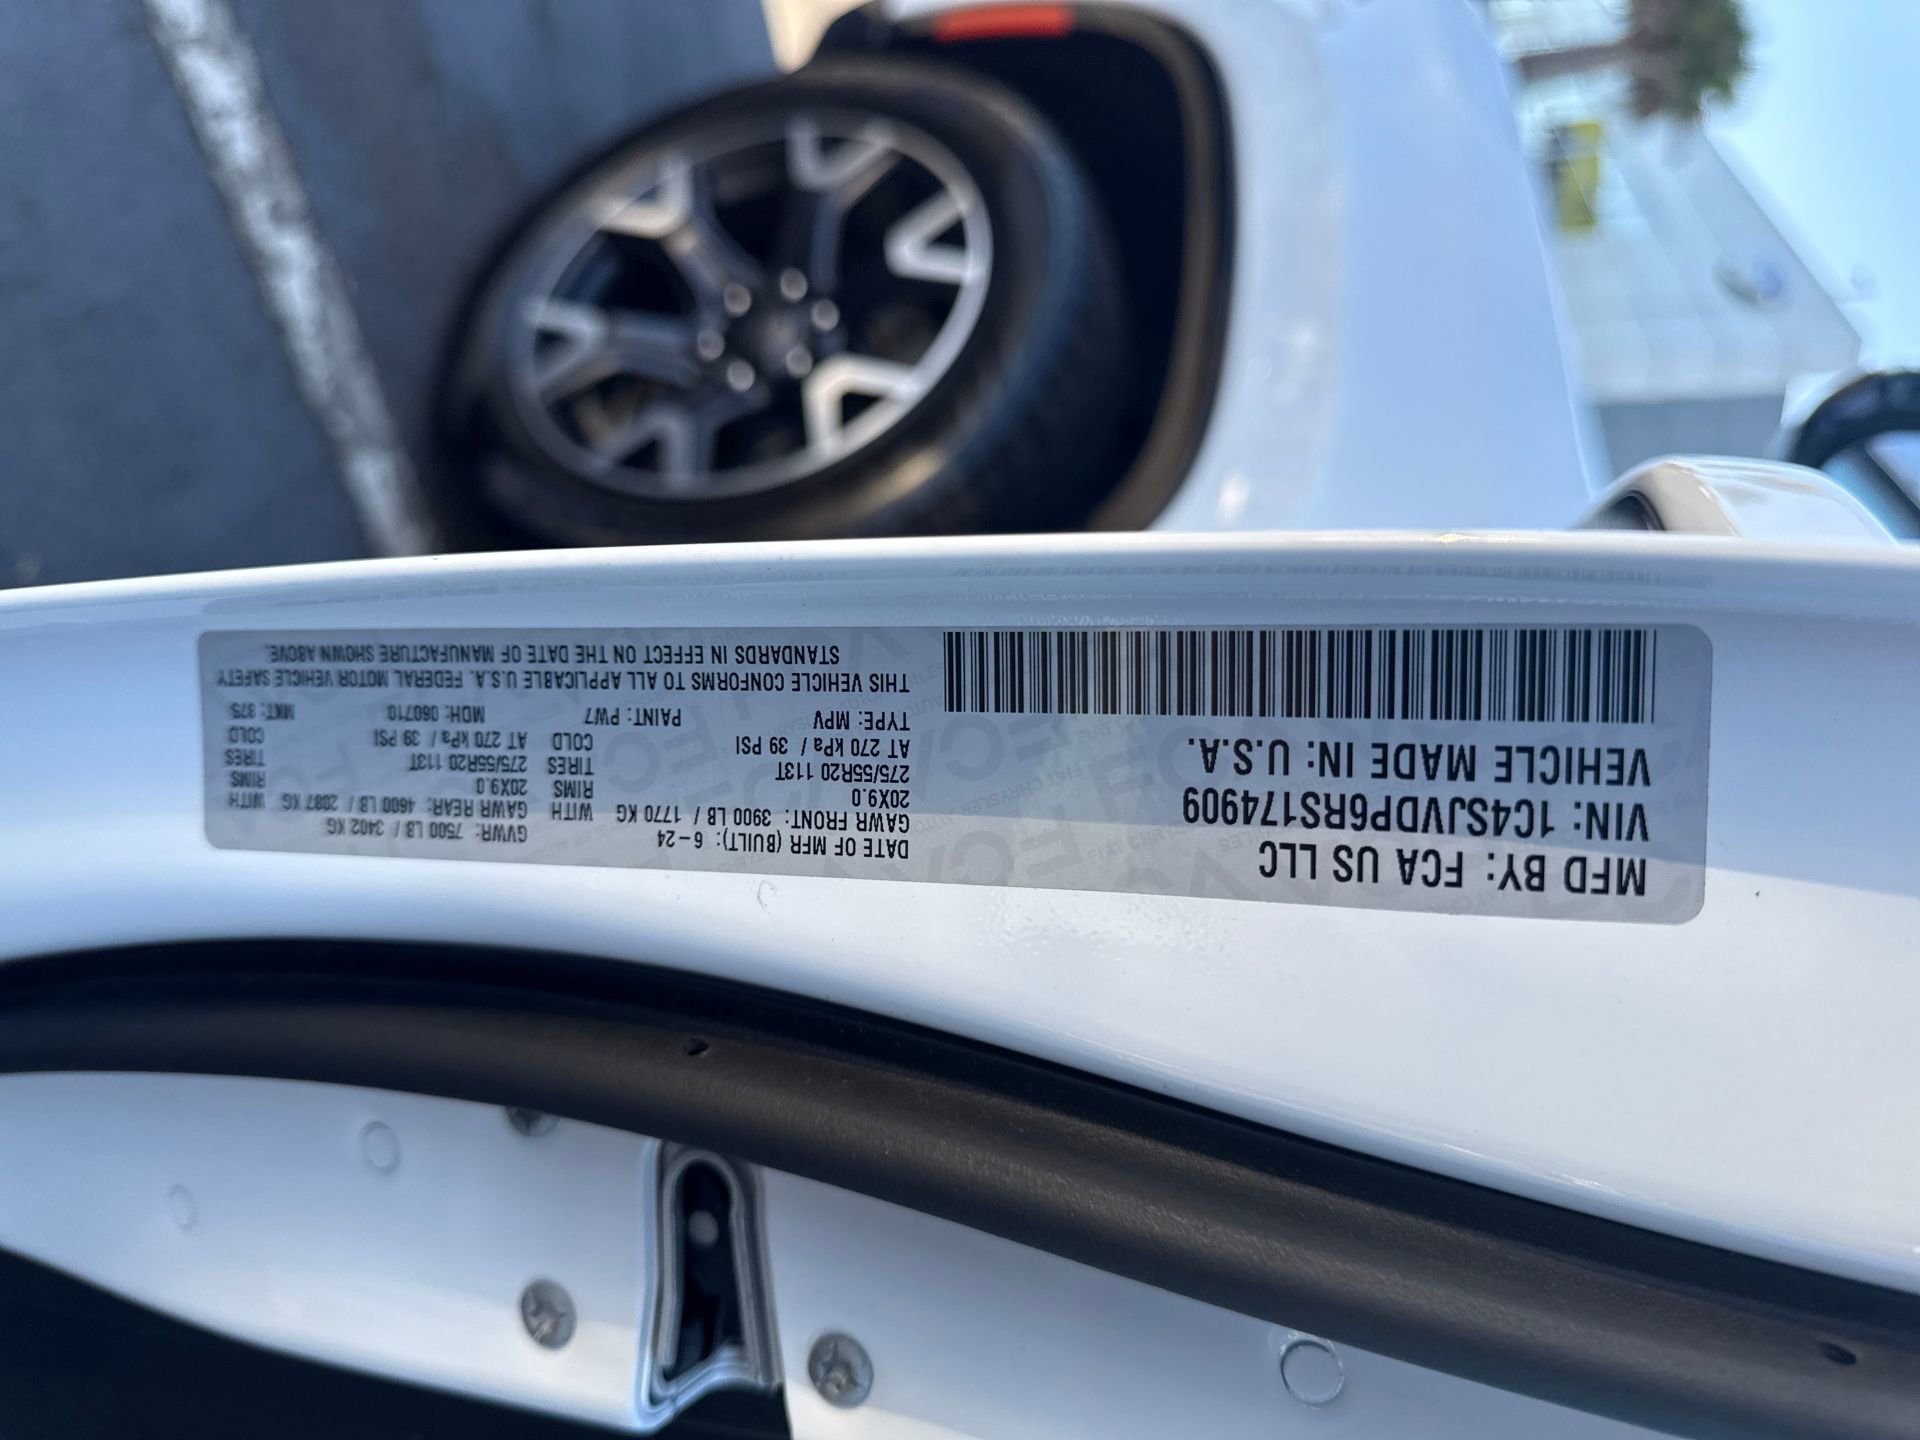 MFD BY: FCA US LLC
VIN: 1C4SJVDP6RS174909
VEHICLE MADE IN: U.S.A.
DATE OF MFR (BUILT): 6-24 GVWR: 7500 LB / 3402 KG
GAWR FRONT: 3900 LB / 1770 KG WITH GAWR REAR: 4600 LB / 2087 KG WITH
20X9.0 RIMS 20X9.0 RIMS
275/55R20 113T TIRES 275/55R20 113T TIRES
AT 270 kPa / 39 PSI COLD AT 270 kPa / 39 PSI COLD
TYPE: MPV PAINT: PW7 MDH: 060710 MKT: 375
THIS VEHICLE CONFORMS TO ALL APPLICABLE U.S.A. FEDERAL MOTOR VEHICLE SAFETY
STANDARDS IN EFFECT ON THE DATE OF MANUFACTURE SHOWN ABOVE.